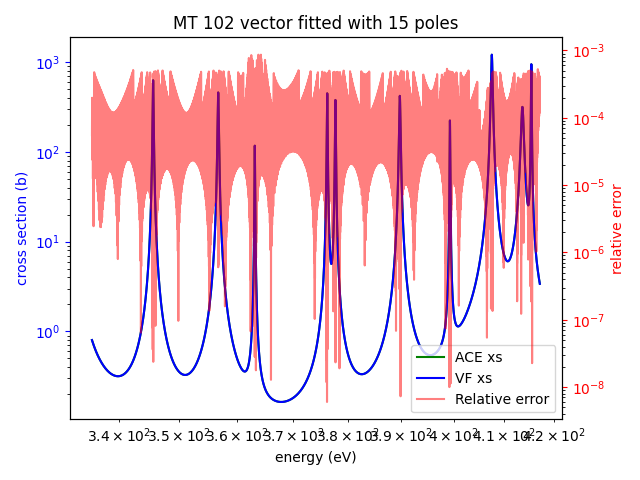 MT 102 vector fitted with 15 poles
10³
10²
10¹
10⁰
cross section (b)
10⁻³
10⁻⁴
10⁻⁵
10⁻⁶
10⁻⁷
10⁻⁸
relative error
ACE xs
VF xs
Relative error
3.4 × 10² 3.5 × 10² 3.6 × 10² 3.7 × 10² 3.8 × 10² 3.9 × 10² 4 × 10² 4.1 × 10² 4.2 × 10²
energy (eV)